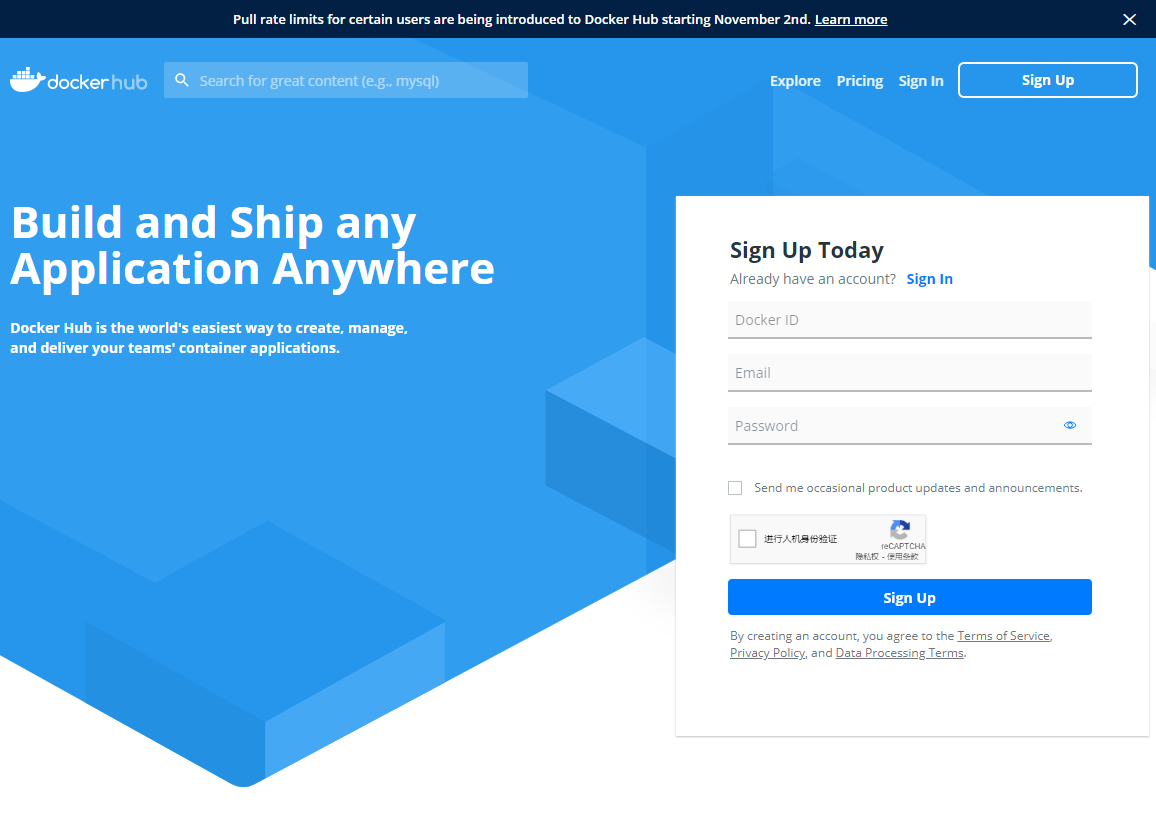 Pull rate limits for certain users are being introduced to Docker Hub starting November 2nd. Learn more
dockerhub
Search for great content (e.g., mysql)
Explore Pricing Sign In Sign Up
Build and Ship any
Application Anywhere
Docker Hub is the world's easiest way to create, manage,
and deliver your teams' container applications.
Sign Up Today
Already have an account? Sign In
Docker ID
Email
Password
Send me occasional product updates and announcements.
进行人机身份验证
reCAPTCHA
隐私权 - 使用条款
Sign Up
By creating an account, you agree to the Terms of Service,
Privacy Policy, and Data Processing Terms.